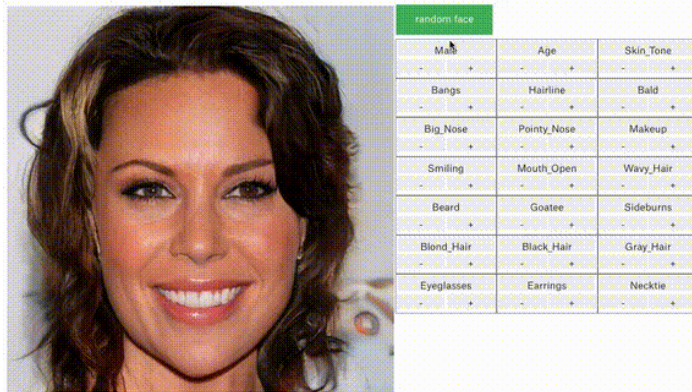 random face
Male Age Skin_Tone
- + - + - +
Bangs Hairline Bald
- + - + - +
Big_Nose Pointy_Nose Makeup
- + - + - +
Smiling Mouth_Open Wavy_Hair
- + - + - +
Beard Goatee Sideburns
- + - + - +
Blond_Hair Black_Hair Gray_Hair
- + - + - +
Eyeglasses Earrings Necktie
- + - + - +